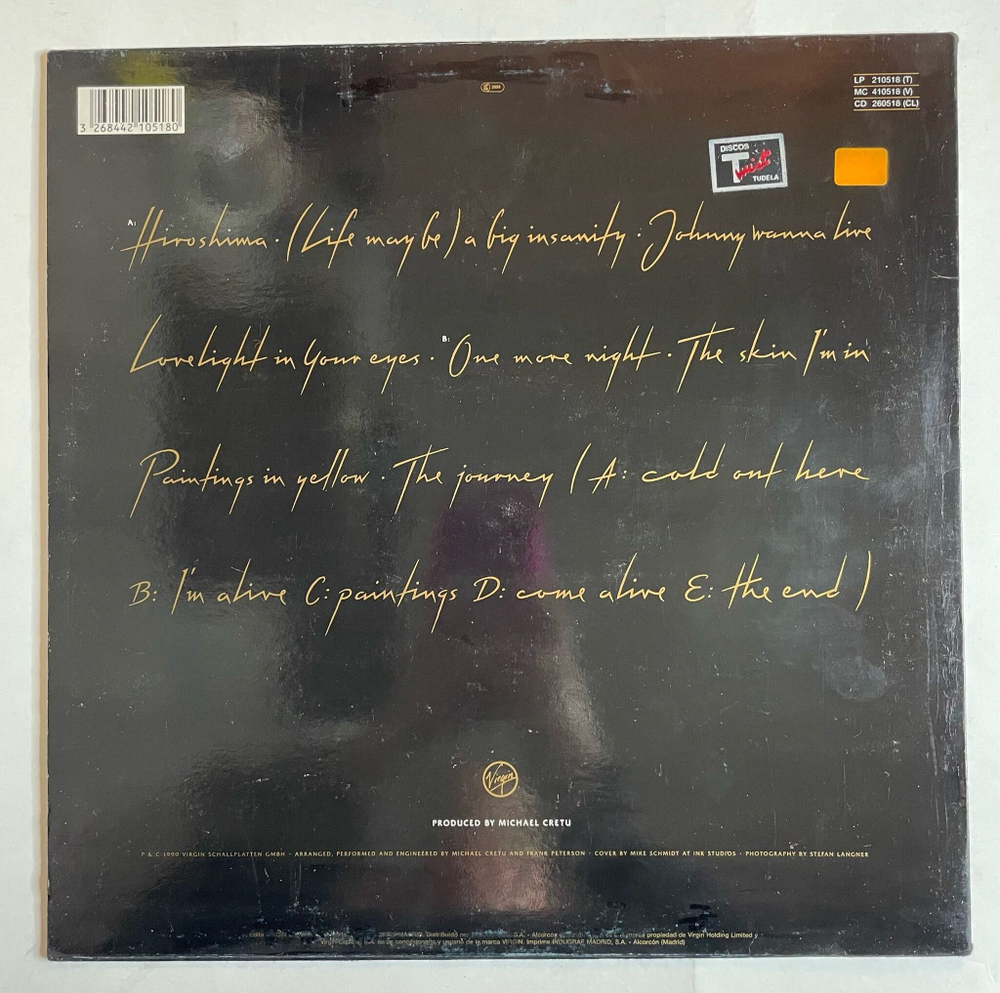 3 268442 105180
LP 210518 (T)
MC 410518 (V)
CD 260518 (CL)
DISCOS
Twist
TUDELA
A: Hiroshima · (Life may be) a big insanity · Johnny wanna live
Lovelight in your eyes · B: One more night · The skin I'm in
Paintings in yellow · The journey ( A: cold out here
B: I'm alive C: paintings D: come alive E: the end )
Virgin
PRODUCED BY MICHAEL CRETU
P & C 1990 VIRGIN SCHALLPLATTEN GMBH · ARRANGED, PERFORMED AND ENGINEERED BY MICHAEL CRETU AND FRANK PETERSON · COVER BY MIKE SCHMIDT AT INK STUDIOS · PHOTOGRAPHY BY STEFAN LANGNER
Distribuido S.A. - Alcorcón propiedad de Virgin Holding Limited y
concesionaria y usuario de la marca VIRGIN. Imprime INDUGRAF MADRID, S.A. - Alcorcón (Madrid)